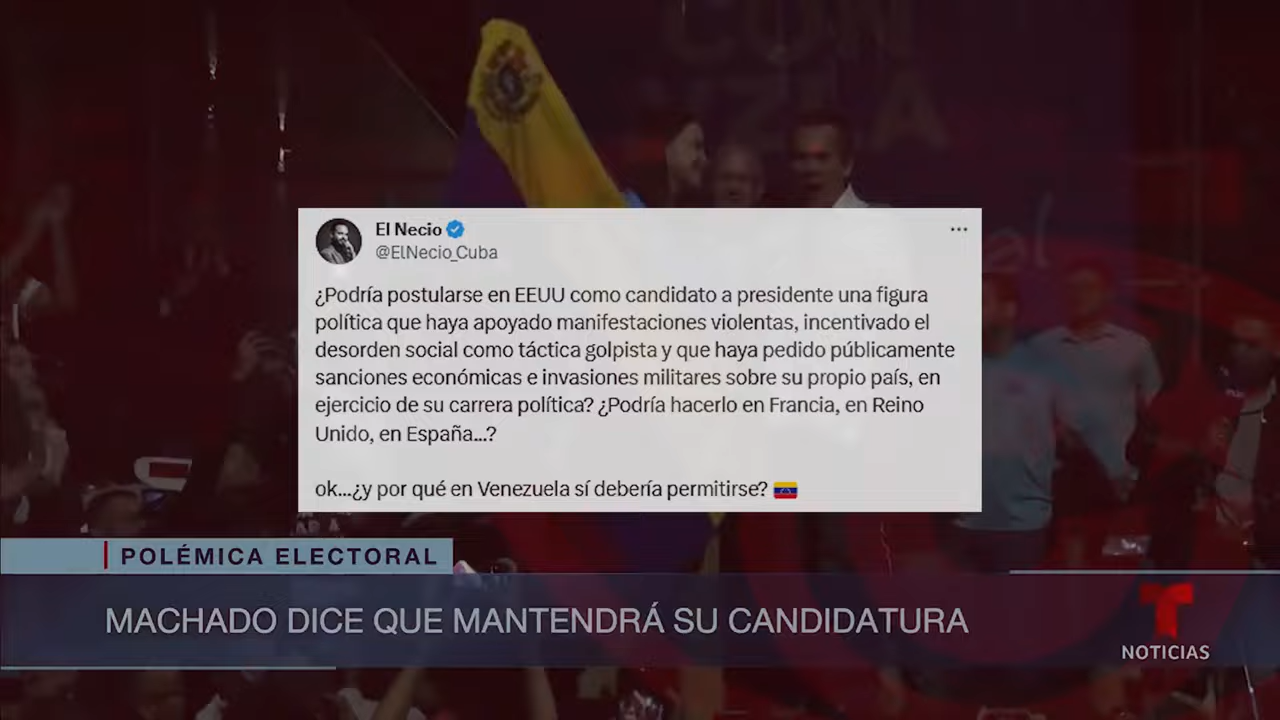 CON
El Necio
@ElNecio_Cuba
¿Podría postularse en EEUU como candidato a presidente una figura
política que haya apoyado manifestaciones violentas, incentivado el
desorden social como táctica golpista y que haya pedido públicamente
sanciones económicas e invasiones militares sobre su propio país, en
ejercicio de su carrera política? ¿Podría hacerlo en Francia, en Reino
Unido, en España...?
ok...¿y por qué en Venezuela sí debería permitirse?
POLÉMICA ELECTORAL
MACHADO DICE QUE MANTENDRÁ SU CANDIDATURA
NOTICIAS